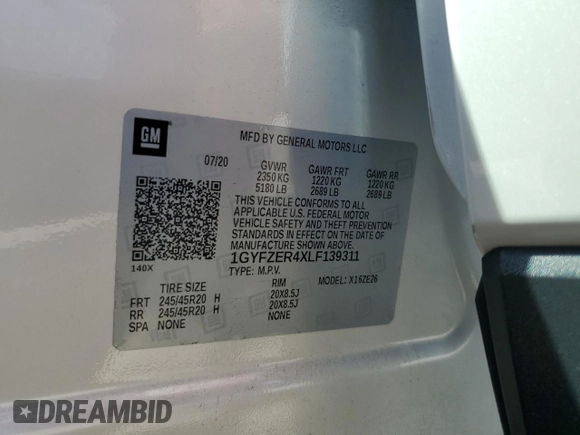 GM
MFD BY GENERAL MOTORS LLC
07/20 GVWR GAWR FRT GAWR RR
2350 KG 1220 KG 1220 KG
5180 LB 2689 LB 2689 LB
THIS VEHICLE CONFORMS TO ALL
APPLICABLE U.S. FEDERAL MOTOR
VEHICLE SAFETY AND THEFT PREVENTION
STANDARDS IN EFFECT ON THE DATE OF
MANUFACTURE SHOWN ABOVE.
1GYFZER4XLF139311
140X TYPE: M.P.V. X16ZE26
TIRE SIZE RIM
FRT 245/45R20 H 20X8.5J
RR 245/45R20 H 20X8.5J
SPA NONE NONE
DREAMBID